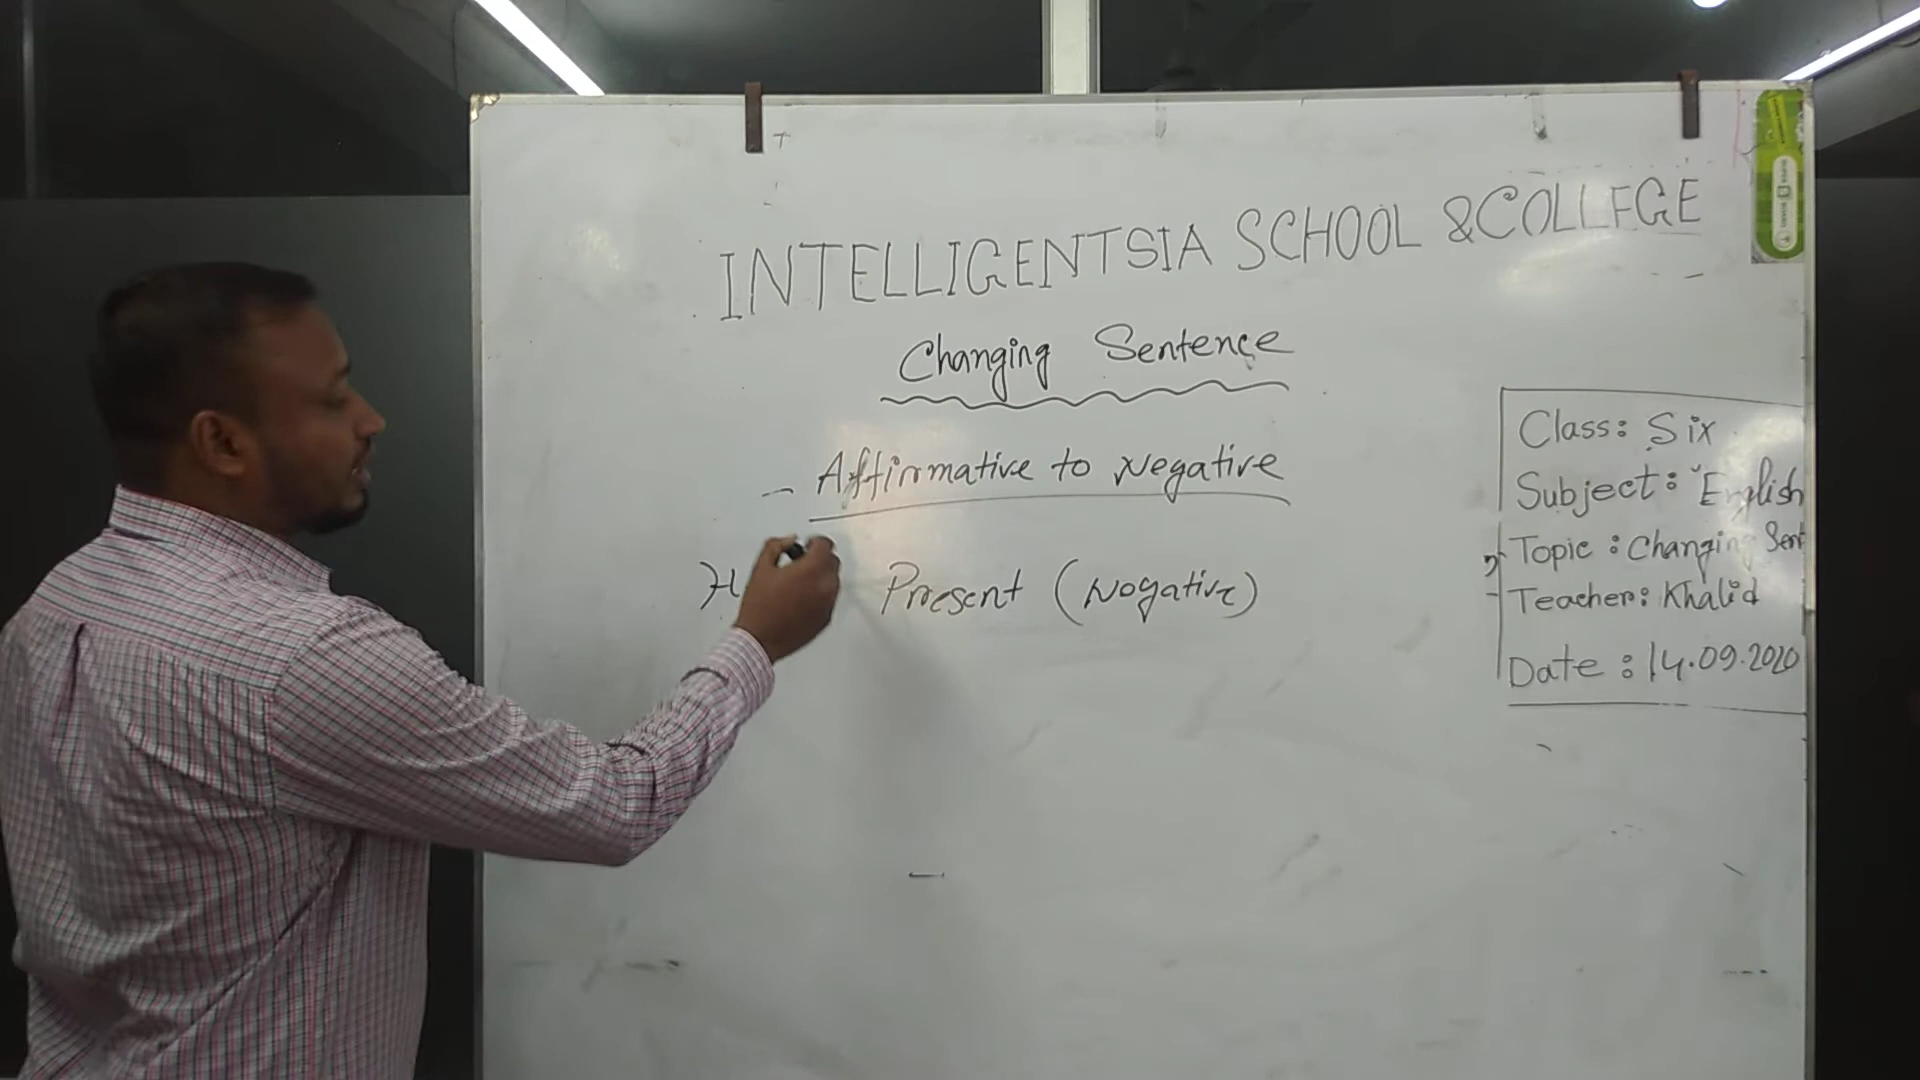 INTELLIGENTSIA SCHOOL & COLLEGE
Changing Sentence
Affirmative to Negative
H
Present (Nogative)
Class: Six
Subject: English
Topic: Changing Sent
Teacher: Khalid
Date: 14.09.2020